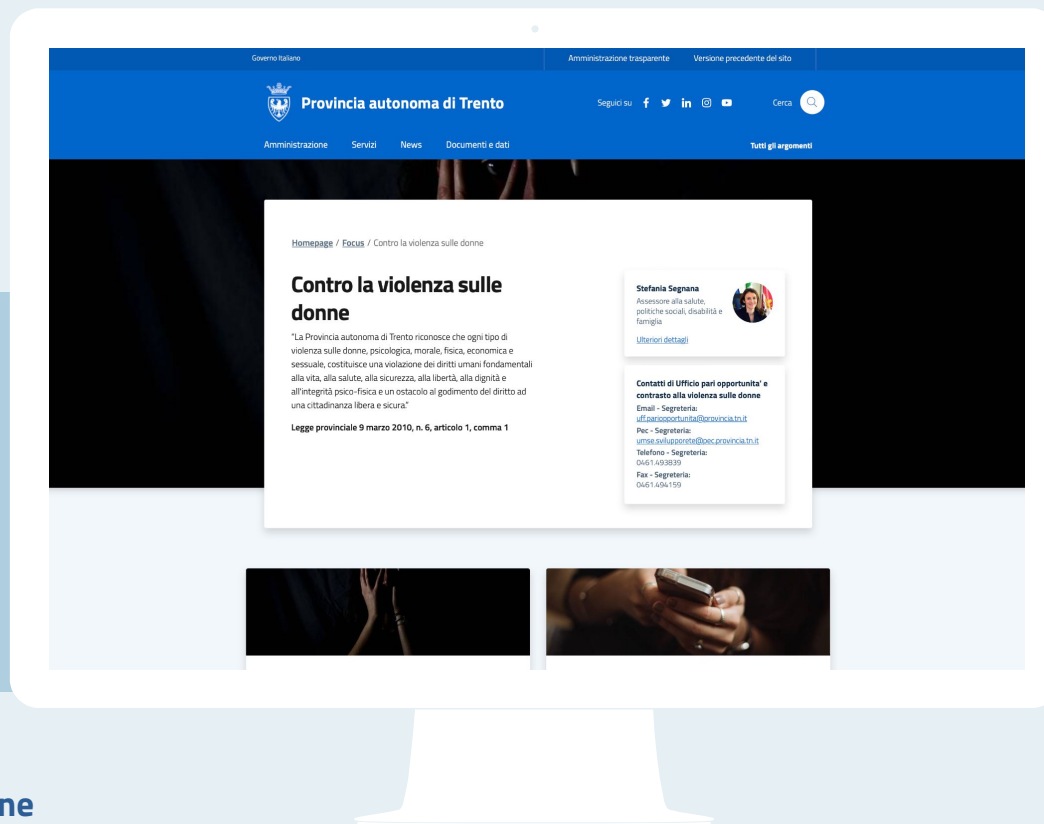 Governo Italiano
Amministrazione trasparente
Versione precedente del sito
Provincia autonoma di Trento
Seguici su
Cerca
Amministrazione
Servizi
News
Documenti e dati
Tutti gli argomenti
Homepage / Focus / Contro la violenza sulle donne
Contro la violenza sulle
donne
"La Provincia autonoma di Trento riconosce che ogni tipo di
violenza sulle donne, psicologica, morale, fisica, economica e
sessuale, costituisce una violazione dei diritti umani fondamentali
alla vita, alla salute, alla sicurezza, alla libertà, alla dignità e
all'integrità psico-fisica e un ostacolo al godimento del diritto ad
una cittadinanza libera e sicura."
Legge provinciale 9 marzo 2010, n. 6, articolo 1, comma 1
Stefania Segnana
Assessore alla salute,
politiche sociali, disabilità e
famiglia
Ulteriori dettagli
Contatti di Ufficio pari opportunita' e
contrasto alla violenza sulle donne
Email - Segreteria:
uff.pariopportunita@provincia.tn.it
Pec - Segreteria:
umse.svilupporete@pec.provincia.tn.it
Telefono - Segreteria:
0461.493839
Fax - Segreteria:
0461.494159
ne